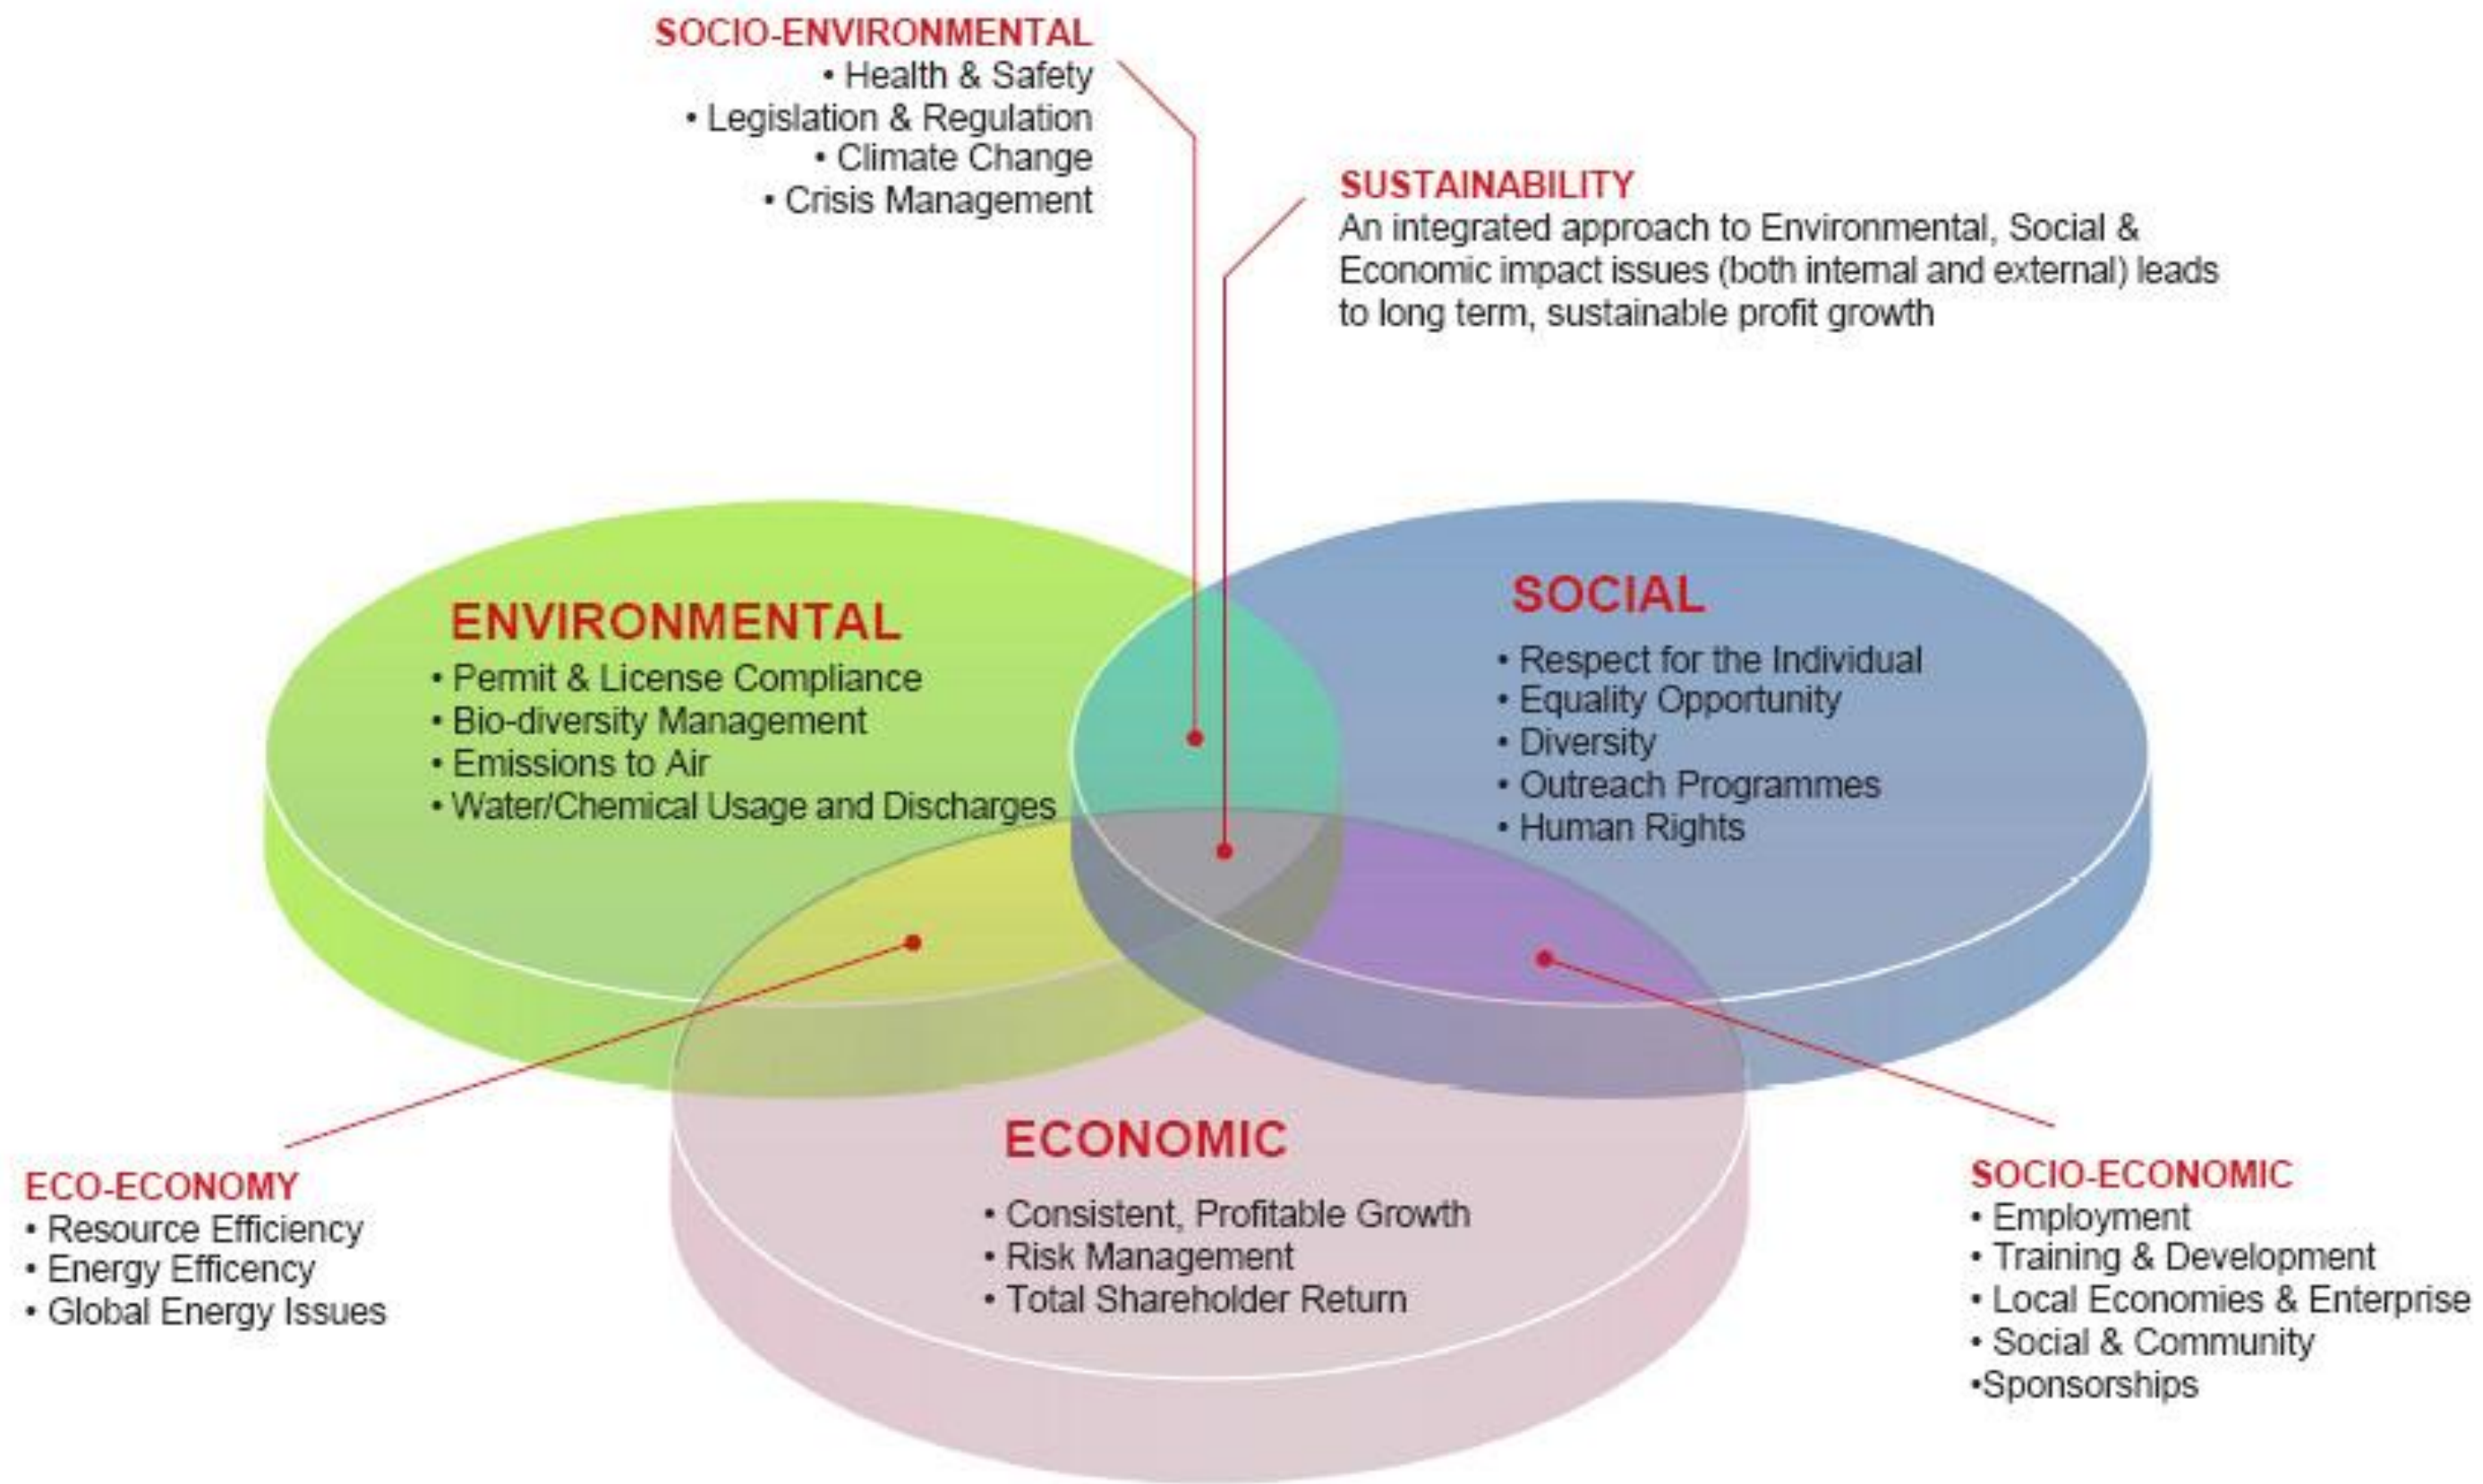 SOCIO-ENVIRONMENTAL
• Health & Safety
• Legislation & Regulation
• Climate Change
• Crisis Management
SUSTAINABILITY
An integrated approach to Environmental, Social &
Economic impact issues (both internal and external) leads
to long term, sustainable profit growth
ENVIRONMENTAL
• Permit & License Compliance
• Bio-diversity Management
• Emissions to Air
• Water/Chemical Usage and Discharges
SOCIAL
• Respect for the Individual
• Equality Opportunity
• Diversity
• Outreach Programmes
• Human Rights
ECONOMIC
• Consistent, Profitable Growth
• Risk Management
• Total Shareholder Return
ECO-ECONOMY
• Resource Efficiency
• Energy Efficency
• Global Energy Issues
SOCIO-ECONOMIC
• Employment
• Training & Development
• Local Economies & Enterprise
• Social & Community
•Sponsorships